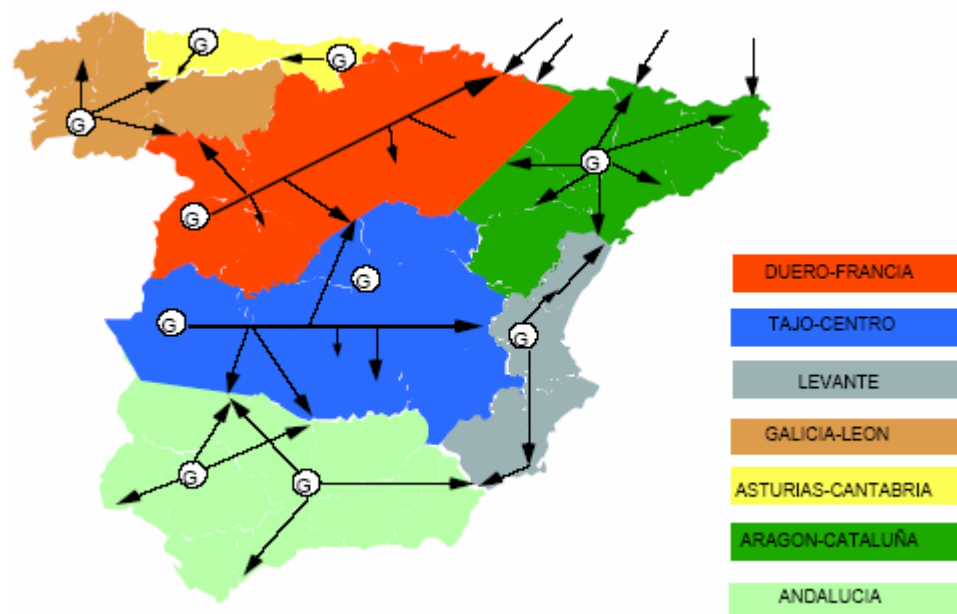 G
G
G
G
G
G
G
G
G
G
DUERO-FRANCIA
TAJO-CENTRO
LEVANTE
GALICIA-LEON
ASTURIAS-CANTABRIA
ARAGON-CATALUÑA
ANDALUCIA